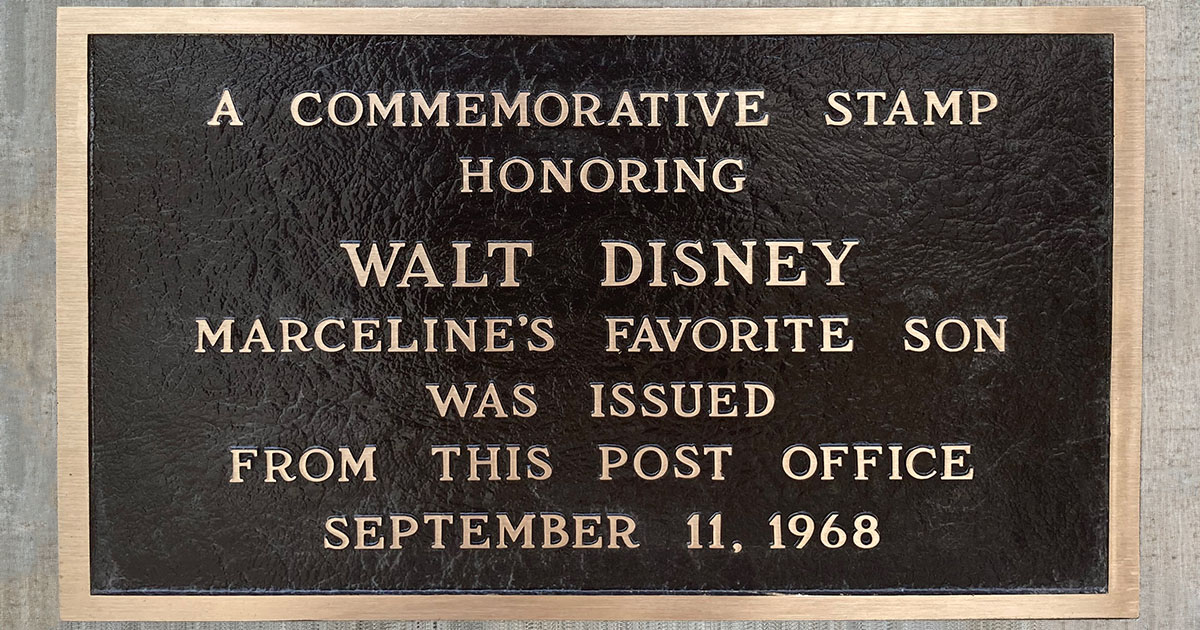 A COMMEMORATIVE STAMP
HONORING
WALT DISNEY
MARCELINE'S FAVORITE SON
WAS ISSUED
FROM THIS POST OFFICE
SEPTEMBER 11, 1968